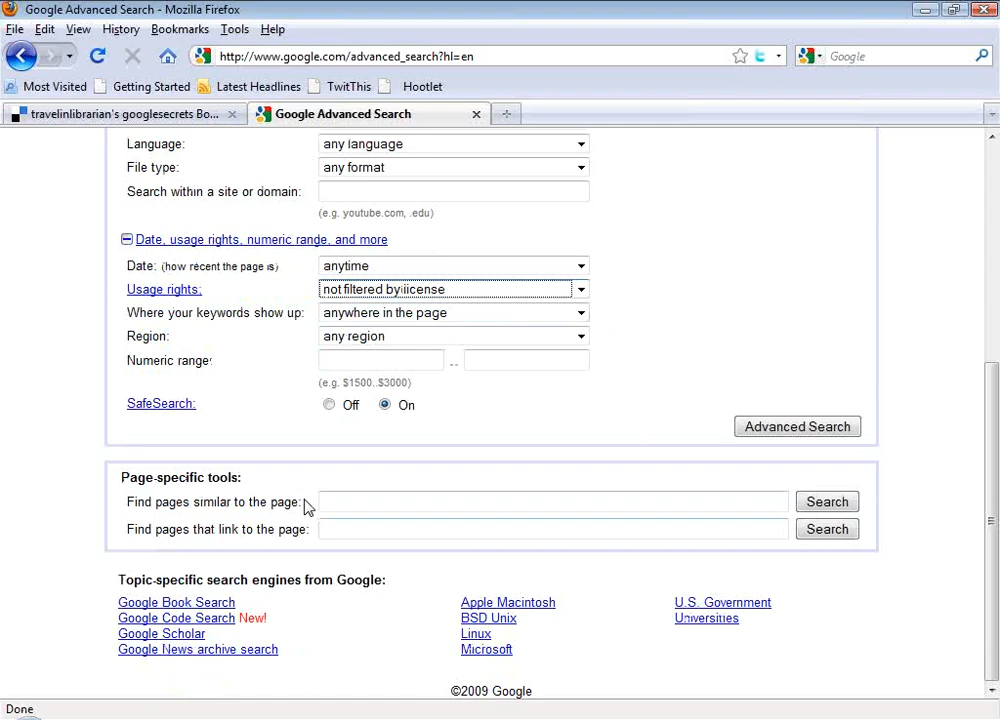 Google Advanced Search - Mozilla Firefox
File Edit View History Bookmarks Tools Help
http://www.google.com/advanced_search?hl=en Google
Most Visited Getting Started Latest Headlines TwitThis Hootlet
travelinlibrarian's googlesecrets Bo... Google Advanced Search
Language: any language
File type: any format
Search within a site or domain:
(e.g. youtube.com, .edu)
Date, usage rights, numeric range, and more
Date: (how recent the page is) anytime
Usage rights: not filtered by license
Where your keywords show up: anywhere in the page
Region: any region
Numeric range: ..
(e.g. $1500..$3000)
SafeSearch: Off On
Advanced Search
Page-specific tools:
Find pages similar to the page: Search
Find pages that link to the page: Search
Topic-specific search engines from Google:
Google Book Search Apple Macintosh U.S. Government
Google Code Search New! BSD Unix Universities
Google Scholar Linux
Google News archive search Microsoft
©2009 Google
Done